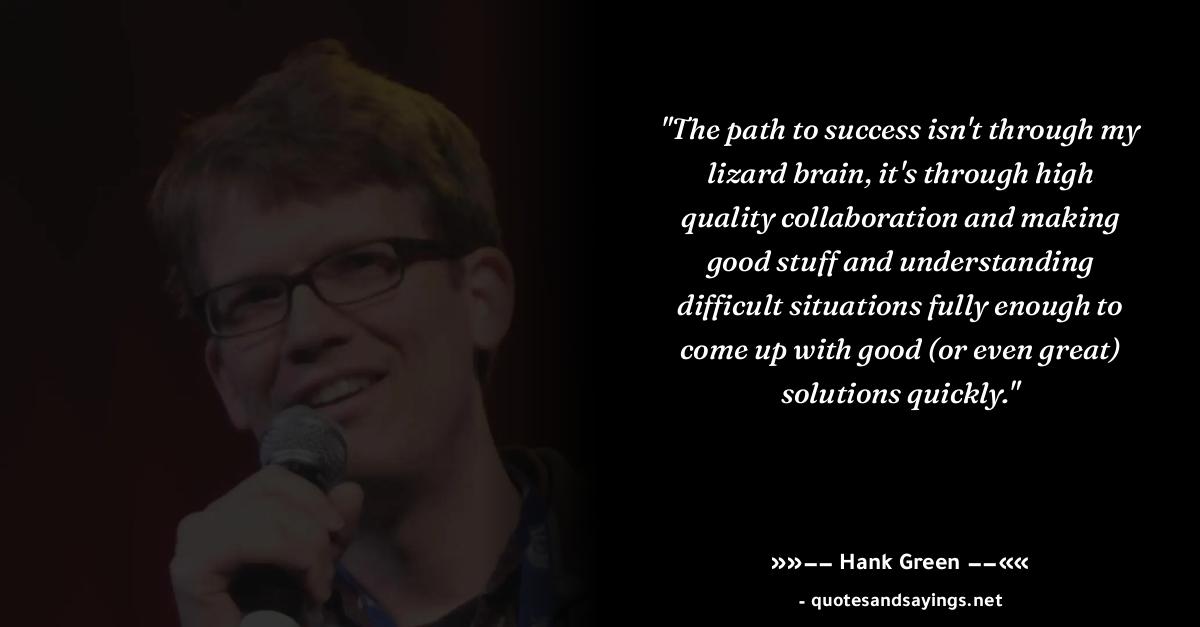 "The path to success isn't through my
lizard brain, it's through high
quality collaboration and making
good stuff and understanding
difficult situations fully enough to
come up with good (or even great)
solutions quickly."
»»—— Hank Green ——««
- quotesandsayings.net